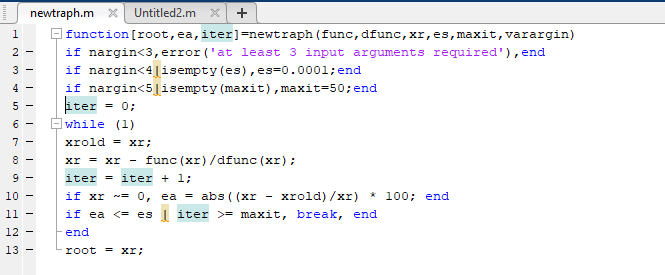 newtraph.m × Untitled2.m × +
1 function[root,ea,iter]=newtraph(func,dfunc,xr,es,maxit,varargin)
2 - if nargin<3,error('at least 3 input arguments required'),end
3 - if nargin<4|isempty(es),es=0.0001;end
4 - if nargin<5|isempty(maxit),maxit=50;end
5 - iter = 0;
6 - while (1)
7 - xrold = xr;
8 - xr = xr - func(xr)/dfunc(xr);
9 - iter = iter + 1;
10 - if xr ~= 0, ea = abs((xr - xrold)/xr) * 100; end
11 - if ea <= es | iter >= maxit, break, end
12 - end
13 - root = xr;